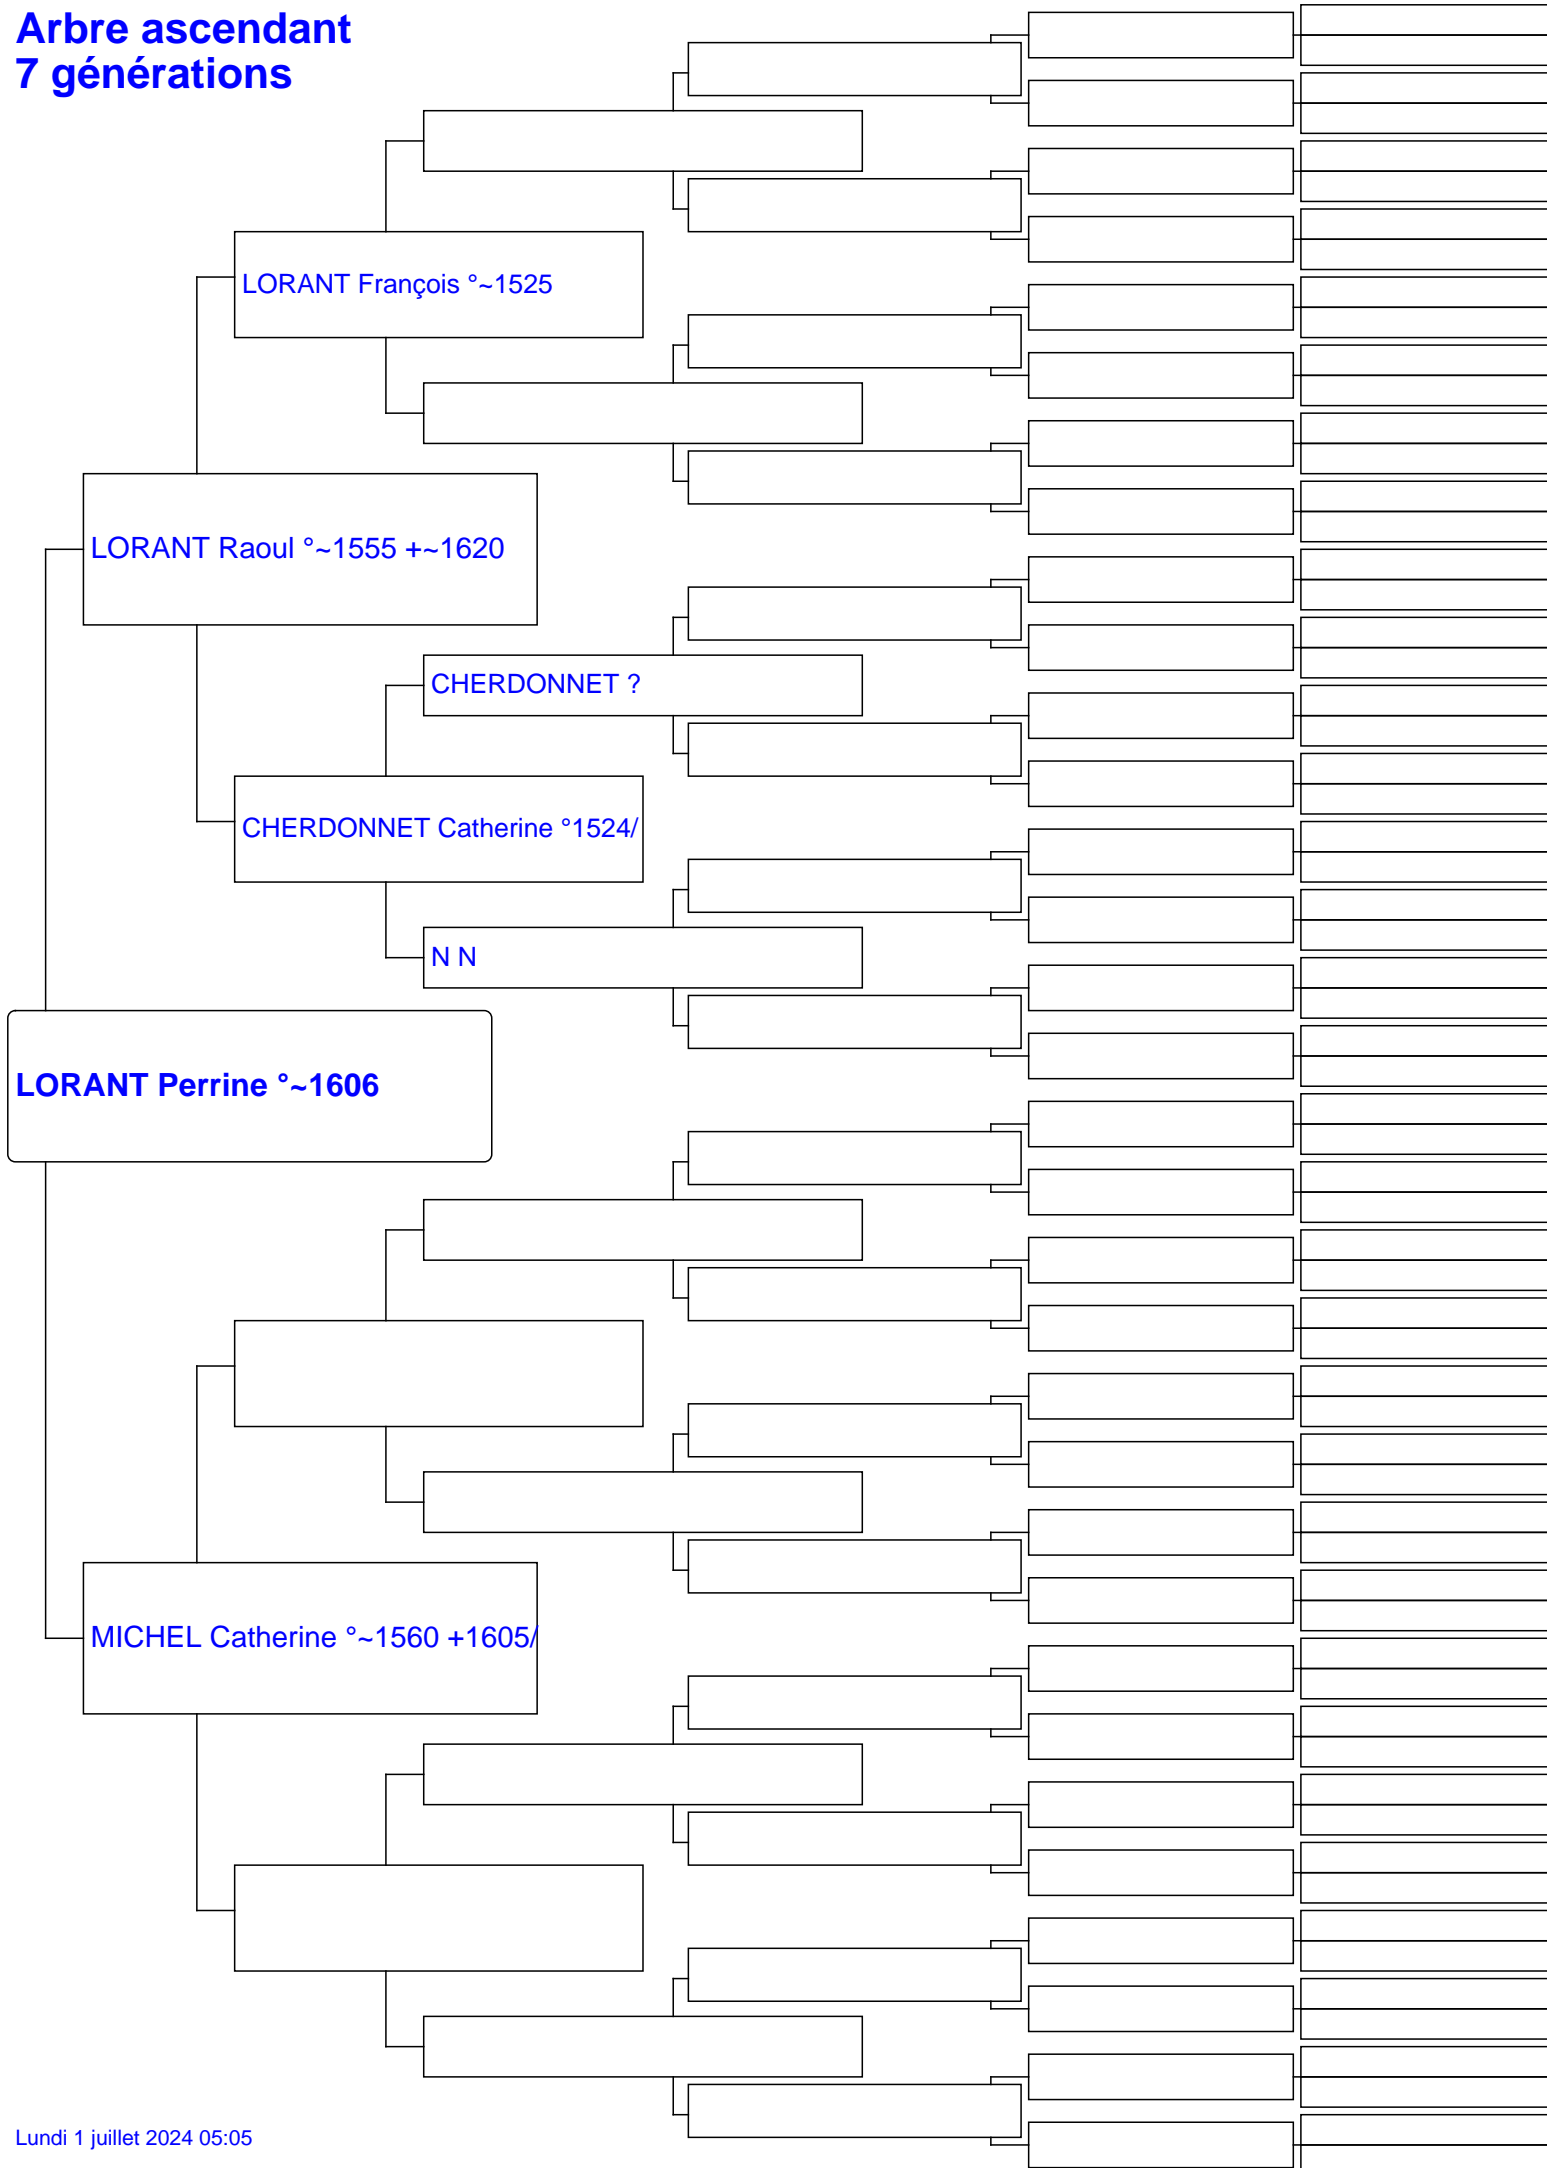 Arbre ascendant
7 générations
LORANT François °~1525
LORANT Raoul °~1555 +~1620
CHERDONNET ?
CHERDONNET Catherine °1524/
N N
LORANT Perrine °~1606
MICHEL Catherine °~1560 +1605/
Lundi 1 juillet 2024 05:05